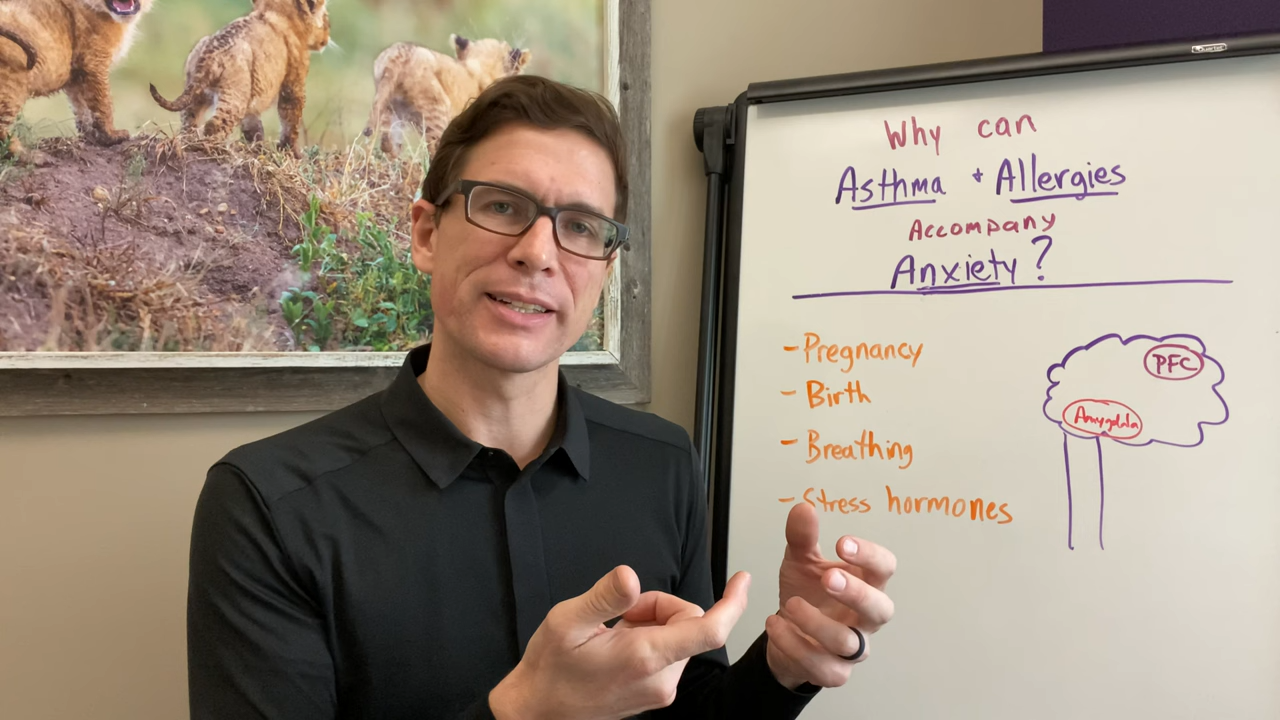 Why can
Asthma + Allergies
Accompany
Anxiety?
- Pregnancy
- Birth
- Breathing
- Stress hormones
PFC
Amygdala